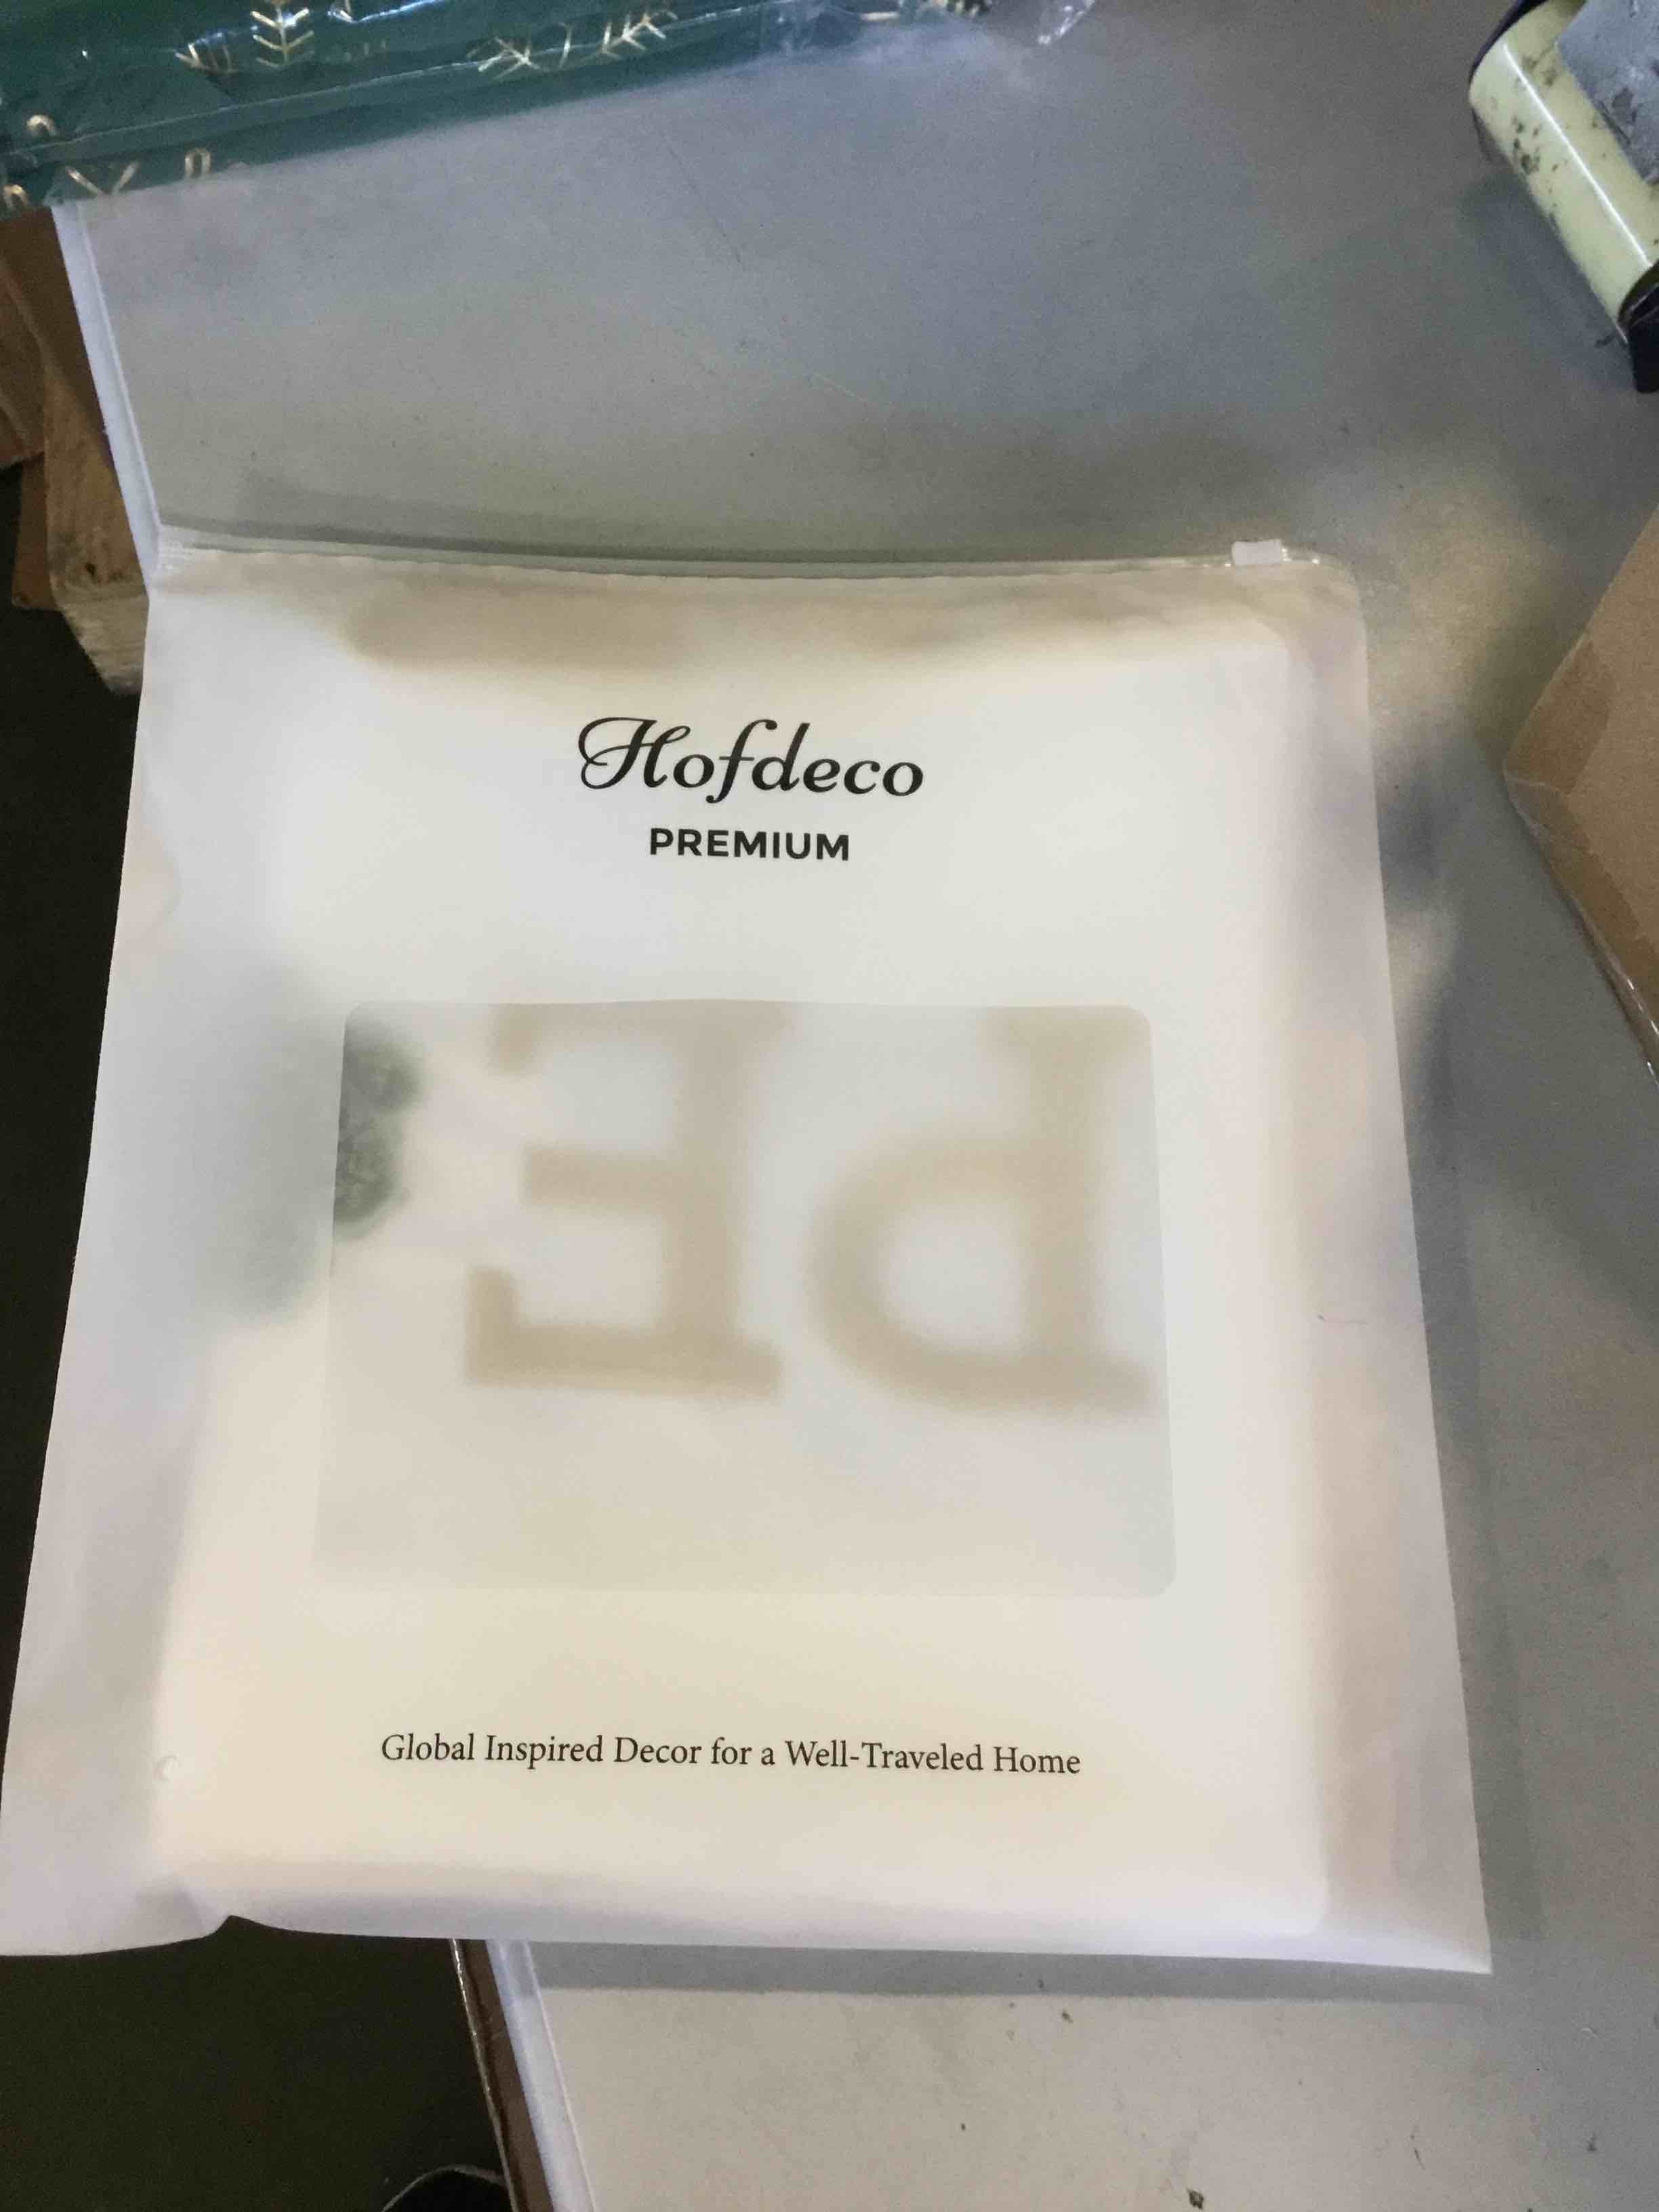 Hofdeco
PREMIUM
Global Inspired Decor for a Well-Traveled Home